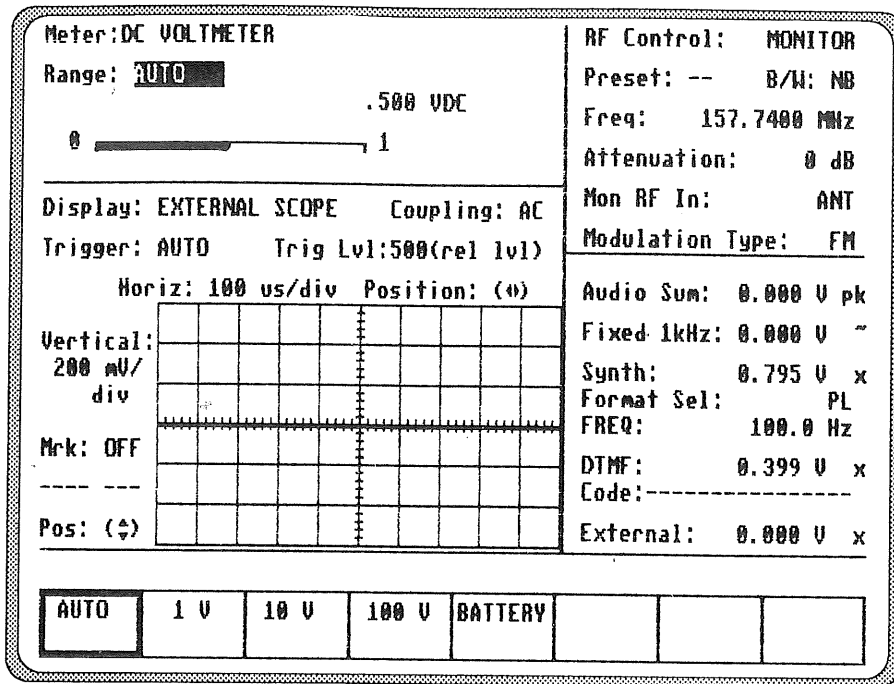 Meter:DC VOLTMETER
Range: AUTO
.500 VDC
0 1
Display: EXTERNAL SCOPE Coupling: AC
Trigger: AUTO Trig Lvl:500(rel lvl)
Horiz: 100 us/div Position: (↔)
Vertical:
200 mV/
div
Mrk: OFF
---- ---
Pos: (↕)
RF Control: MONITOR
Preset: -- B/W: NB
Freq: 157.7400 MHz
Attenuation: 0 dB
Mon RF In: ANT
Modulation Type: FM
Audio Sum: 0.000 V pk
Fixed 1kHz: 0.000 V ~
Synth: 0.795 V x
Format Sel: PL
FREQ: 100.0 Hz
DTMF: 0.399 V x
Code:----------------
External: 0.000 V x
AUTO 1 V 10 V 100 V BATTERY